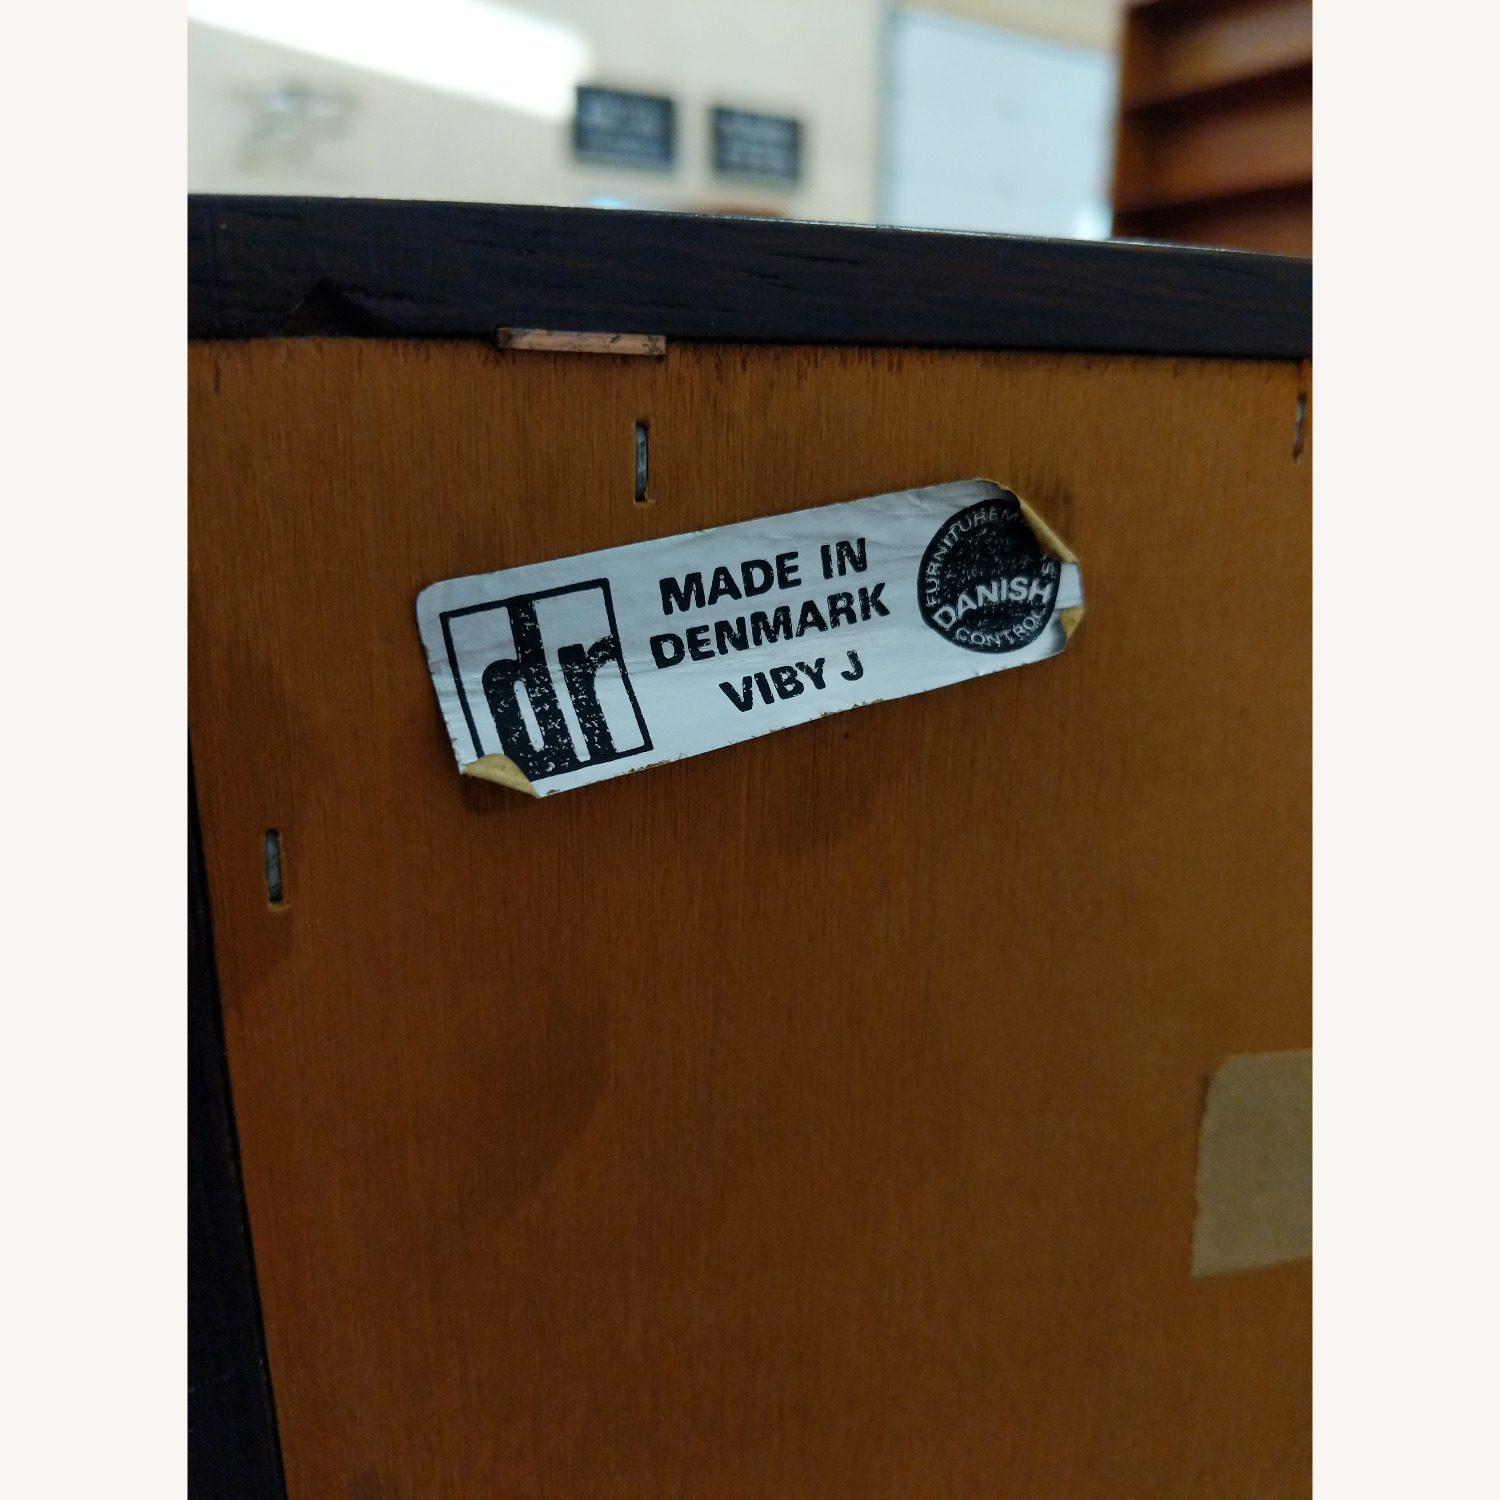 dr
MADE IN
DENMARK
VIBY J
DANISH
CONTROL